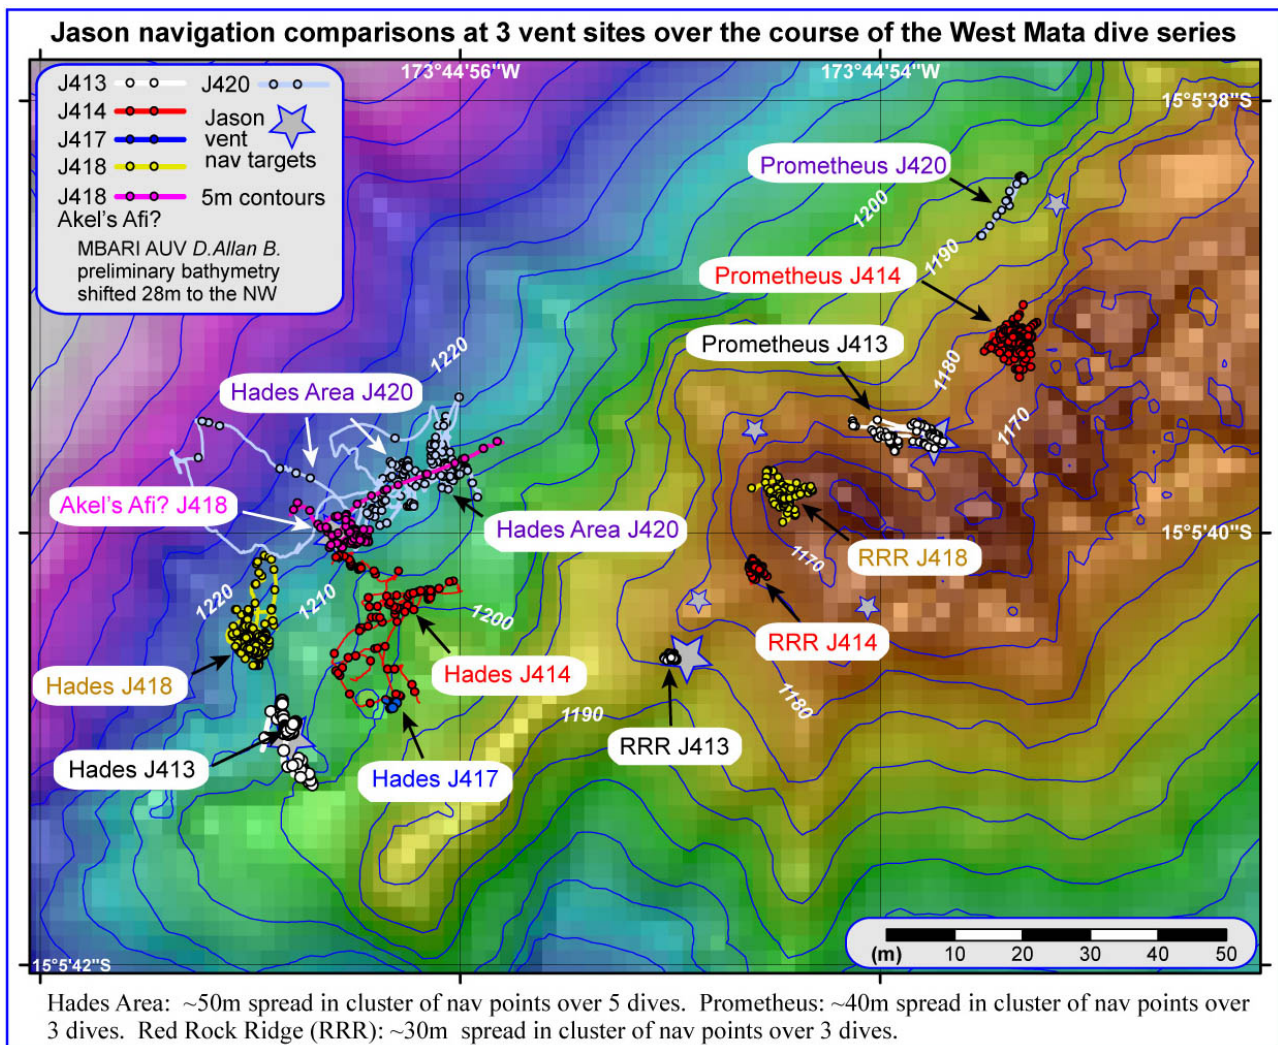 Jason navigation comparisons at 3 vent sites over the course of the West Mata dive series
173°44'56"W
173°44'54"W
15°5'38"S
J413
J420
J414
Jason
vent
nav targets
J417
J418
J418
5m contours
Akel's Afi?
MBARI AUV D.Allan B.
preliminary bathymetry
shifted 28m to the NW
Prometheus J420
1200
1190
Prometheus J414
Prometheus J413
1180
1220
1170
Hades Area J420
Akel's Afi? J418
Hades Area J420
15°5'40"S
RRR J418
1170
1220
1210
1200
RRR J414
Hades J414
Hades J418
1180
1190
RRR J413
Hades J413
Hades J417
(m)
10
20
30
40
50
15°5'42"S
Hades Area: ~50m spread in cluster of nav points over 5 dives. Prometheus: ~40m spread in cluster of nav points over
3 dives. Red Rock Ridge (RRR): ~30m spread in cluster of nav points over 3 dives.